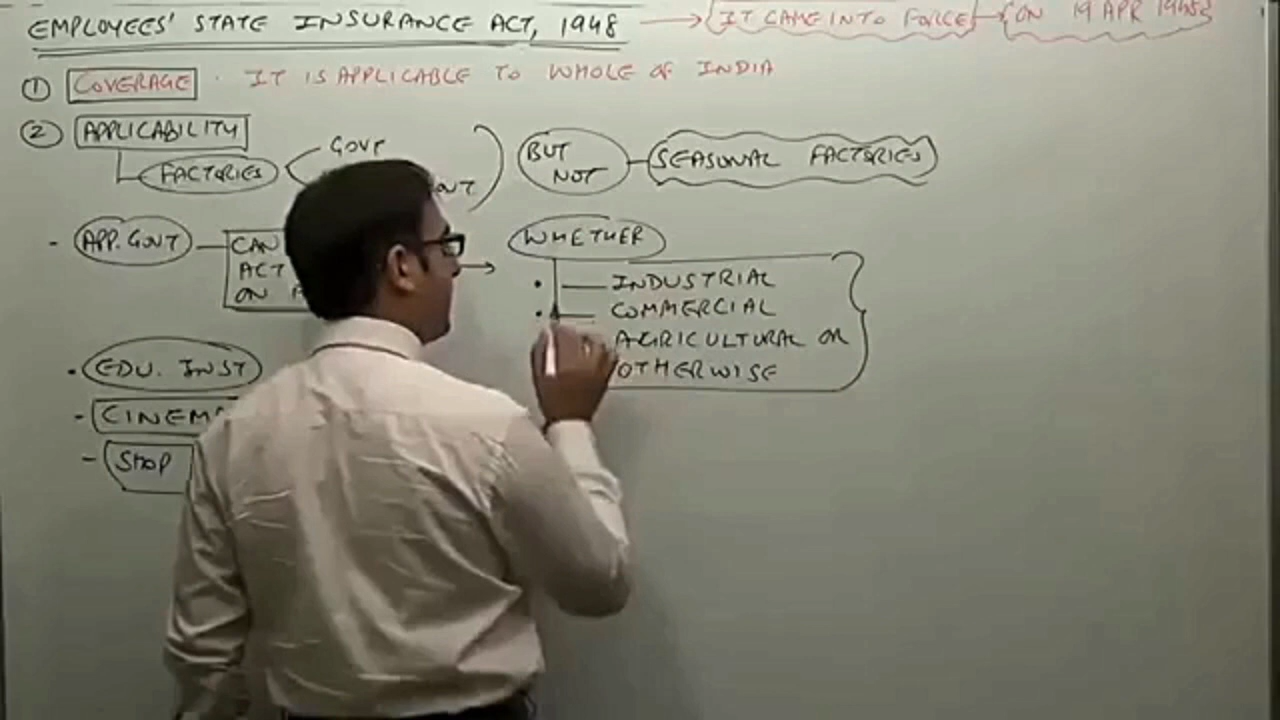 EMPLOYEES' STATE INSURANCE ACT, 1948 → IT CAME INTO FORCE ON 19 APR 1948
① COVERAGE · IT IS APPLICABLE TO WHOLE OF INDIA
② APPLICABILITY
FACTORIES
GOVT
BUT NOT
SEASONAL FACTORIES
- APP. GOVT
CAN
ACT
ON
WHETHER
• INDUSTRIAL
• COMMERCIAL
AGRICULTURAL OR
OTHERWISE
• EDU. INST
- CINEMA
- SHOP